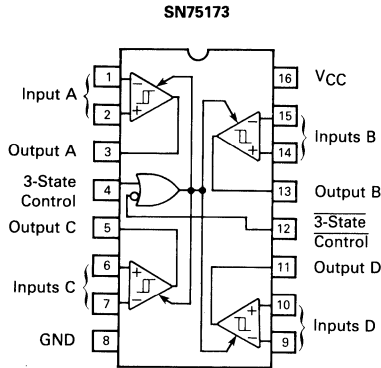 SN75173
1
Input A
2
Output A
3
3-State
Control
4
Output C
5
6
Inputs C
7
GND
8
16
VCC
15
Inputs B
14
13
Output B
12
3-State
Control
11
Output D
10
Inputs D
9